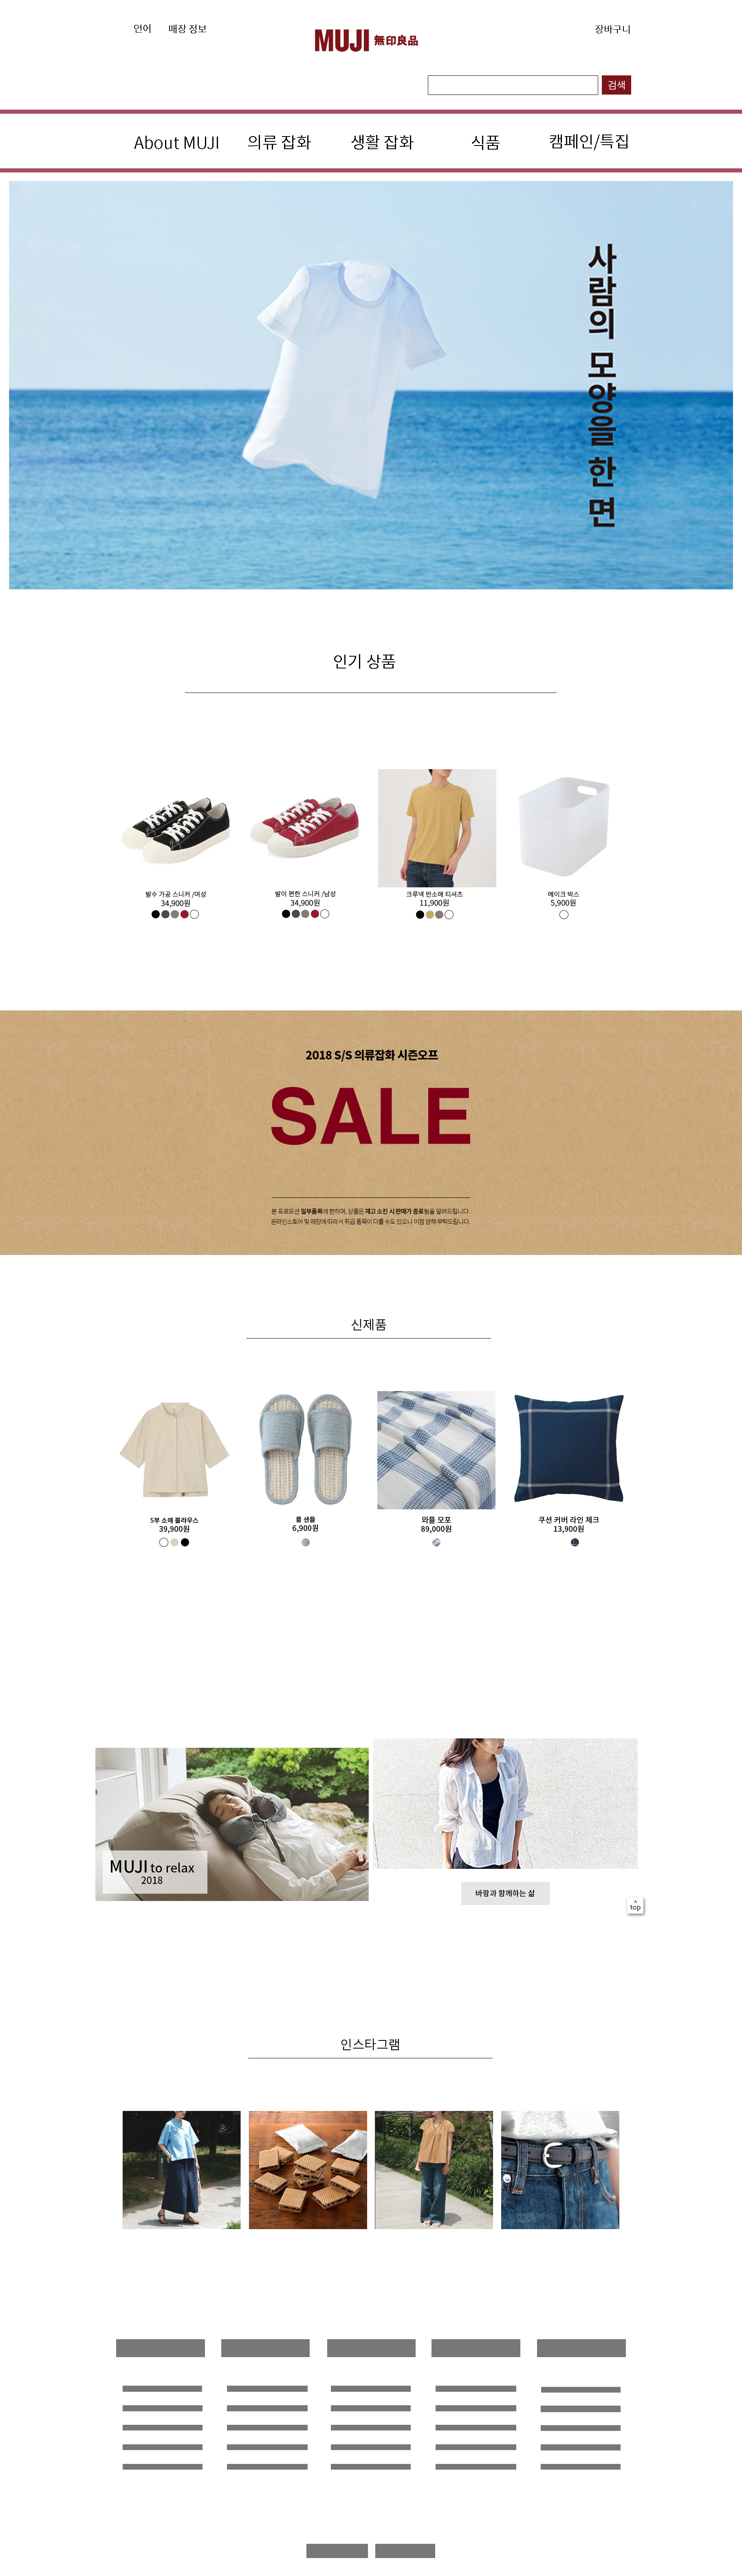 언어 매장 정보
MUJI 無印良品
장바구니
검색
About MUJI 의류 잡화 생활 잡화 식품 캠페인/특집
사람의 모양을 한 면
인기 상품
발수 가공 스니커 /여성
34,900원
발이 편한 스니커 /남성
34,900원
크루넥 반소매 티셔츠
11,900원
메이크 박스
5,900원
2018 S/S 의류잡화 시즌오프
SALE
본 프로모션 일부품목에 한하며, 상품은 재고 소진 시 판매가 종료됨을 알려드립니다.
온라인스토어 및 매장에 따라서 취급 품목이 다를 수도 있으니 이점 양해 부탁드립니다.
신제품
5부 소매 블라우스
39,900원
룸 샌들
6,900원
와플 모포
89,000원
쿠션 커버 라인 체크
13,900원
MUJI to relax
2018
바람과 함께하는 삶
^
top
인스타그램